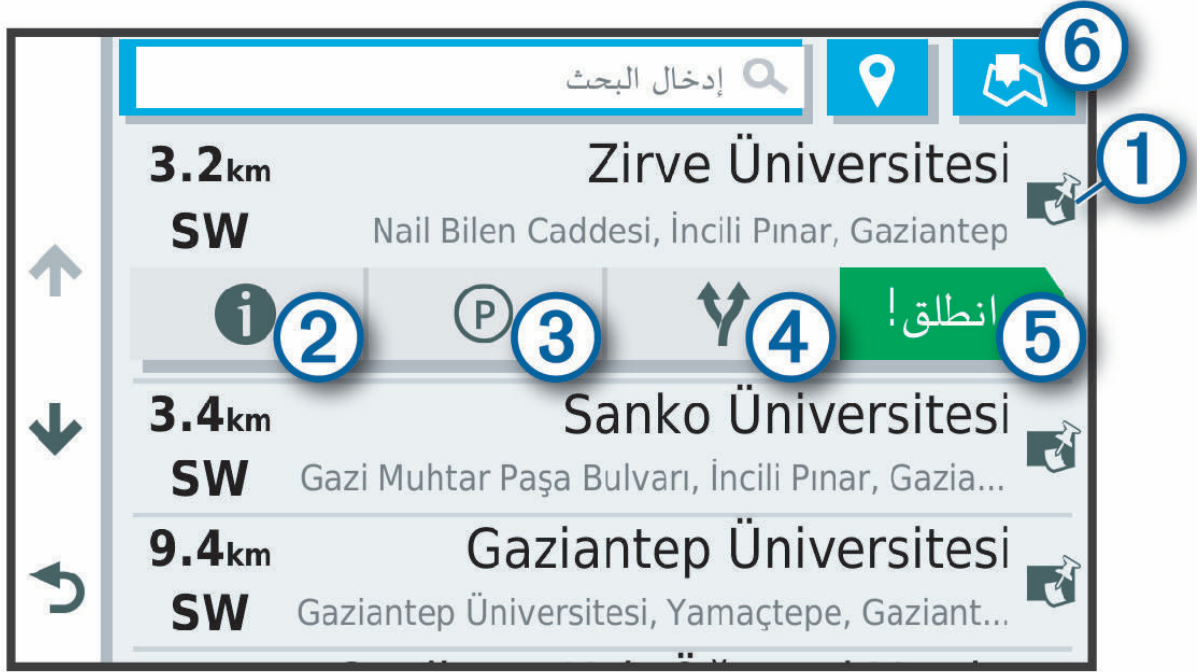 إدخال البحث
6
3.2km
Zirve Üniversitesi
1
SW
Nail Bilen Caddesi, İncili Pınar, Gaziantep
2
P
3
4
انطلق!
5
3.4km
Sanko Üniversitesi
SW
Gazi Muhtar Paşa Bulvarı, İncili Pınar, Gazia...
9.4km
Gaziantep Üniversitesi
SW
Gaziantep Üniversitesi, Yamaçtepe, Gaziant...